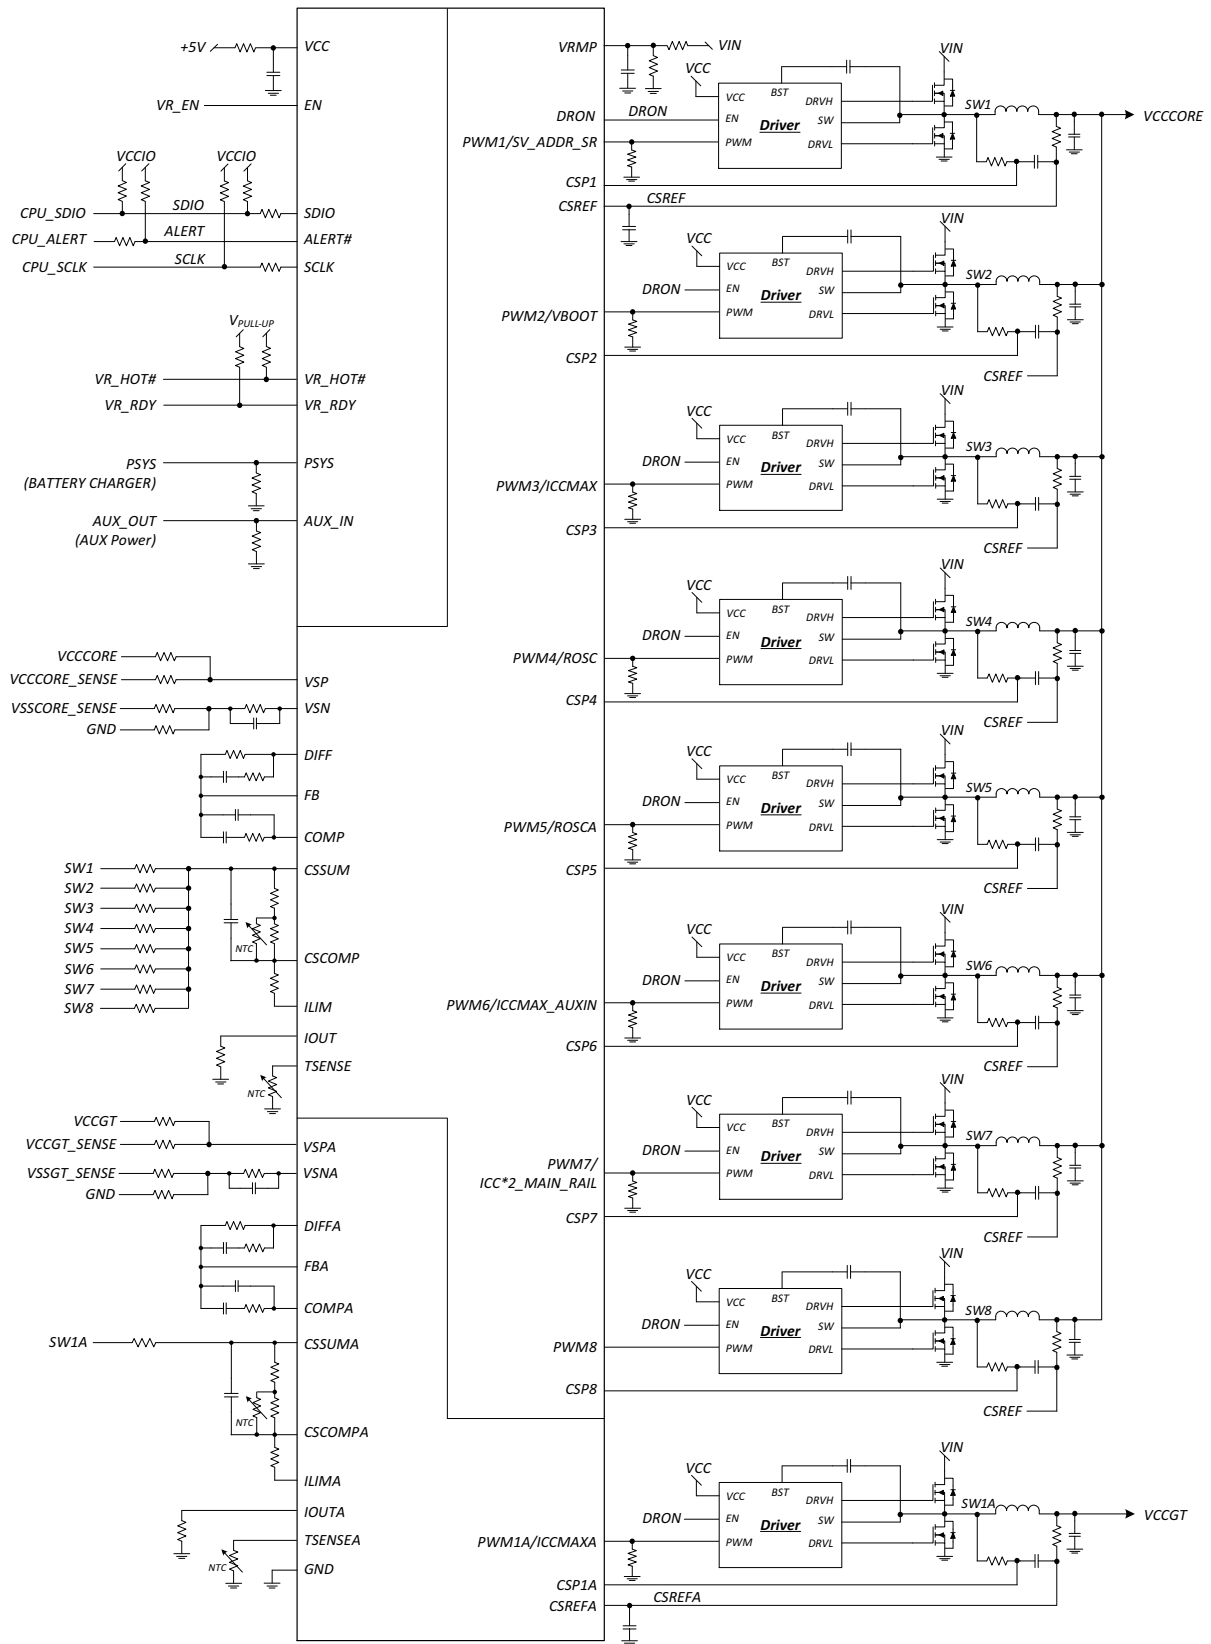 +5V
VCC
VR_EN
EN
VCCIO
VCCIO
CPU_SDIO
SDIO
SDIO
CPU_ALERT
ALERT
ALERT#
CPU_SCLK
SCLK
SCLK
VPULL-UP
VR_HOT#
VR_HOT#
VR_RDY
VR_RDY
PSYS
(BATTERY CHARGER)
PSYS
AUX_OUT
(AUX Power)
AUX_IN
VCCCORE
VCCCORE_SENSE
VSP
VSSCORE_SENSE
VSN
GND
DIFF
FB
COMP
SW1
CSSUM
SW2
SW3
SW4
SW5
NTC
SW6
CSCOMP
SW7
SW8
ILIM
IOUT
TSENSE
NTC
VCCGT
VCCGT_SENSE
VSPA
VSSGT_SENSE
VSNA
GND
DIFFA
FBA
COMPA
SW1A
CSSUMA
NTC
CSCOMPA
ILIMA
IOUTA
TSENSEA
NTC
GND
VRMP
VIN
VCC
VIN
VCC
BST
DRVH
SW1
VCCCORE
DRON
DRON
EN
Driver
SW
PWM1/SV_ADDR_SR
PWM
DRVL
CSP1
CSREF
CSREF
VCC
VIN
VCC
BST
DRVH
SW2
DRON
EN
Driver
SW
PWM2/VBOOT
PWM
DRVL
CSP2
CSREF
VCC
VIN
VCC
BST
DRVH
SW3
DRON
EN
Driver
SW
PWM3/ICCMAX
PWM
DRVL
CSP3
CSREF
VCC
VIN
VCC
BST
DRVH
SW4
DRON
EN
Driver
SW
PWM4/ROSC
PWM
DRVL
CSP4
CSREF
VCC
VIN
VCC
BST
DRVH
SW5
DRON
EN
Driver
SW
PWM5/ROSCA
PWM
DRVL
CSP5
CSREF
VCC
VIN
VCC
BST
DRVH
SW6
DRON
EN
Driver
SW
PWM6/ICCMAX_AUXIN
PWM
DRVL
CSP6
CSREF
VCC
VIN
VCC
BST
DRVH
SW7
DRON
EN
Driver
SW
PWM7/
ICC*2_MAIN_RAIL
PWM
DRVL
CSP7
CSREF
VCC
VIN
VCC
BST
DRVH
SW8
DRON
EN
Driver
SW
PWM8
PWM
DRVL
CSP8
CSREF
VCC
VIN
VCC
BST
DRVH
SW1A
VCCGT
DRON
EN
Driver
SW
PWM1A/ICCMAXA
PWM
DRVL
CSP1A
CSREFA
CSREFA